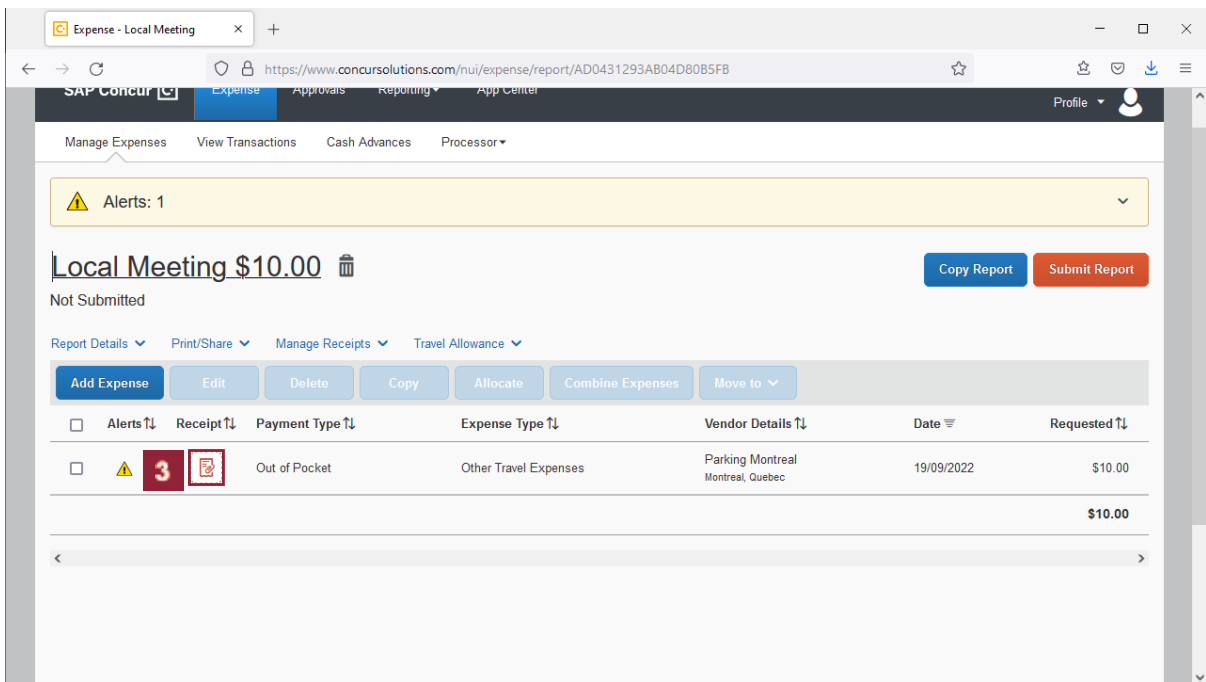 Expense - Local Meeting
https://www.concursolutions.com/nui/expense/report/AD0431293AB04D80B5FB
SAP Concur C Expense Approvals Reporting App Center
Profile
Manage Expenses View Transactions Cash Advances Processor
Alerts: 1
Local Meeting $10.00
Copy Report Submit Report
Not Submitted
Report Details Print/Share Manage Receipts Travel Allowance
Add Expense Edit Delete Copy Allocate Combine Expenses Move to
Alerts Receipt Payment Type Expense Type Vendor Details Date Requested
3 Out of Pocket Other Travel Expenses Parking Montreal 19/09/2022 $10.00
Montreal, Quebec
$10.00